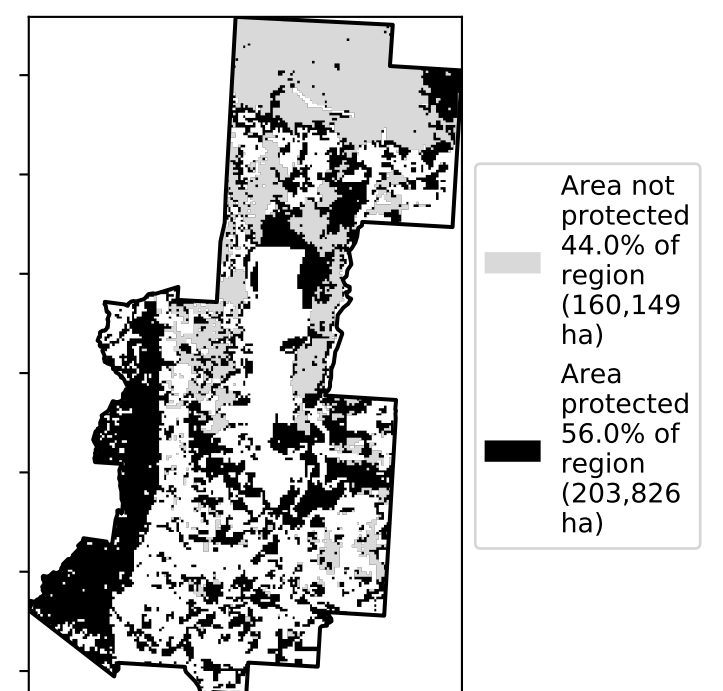 Area not
protected
44.0% of
region
(160,149
ha)
Area
protected
56.0% of
region
(203,826
ha)